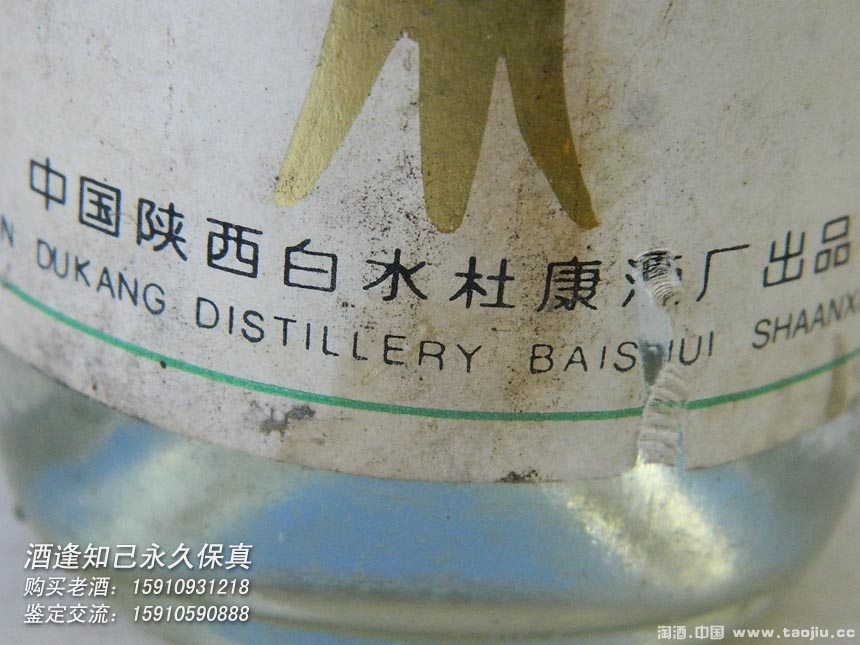 中国陕西白水杜康酒厂出品
N DUKANG DISTILLERY BAISHUI SHAANX
酒逢知己永久保真
购买老酒：15910931218
鉴定交流：15910590888
淘酒.中国 www.taojiu.cc